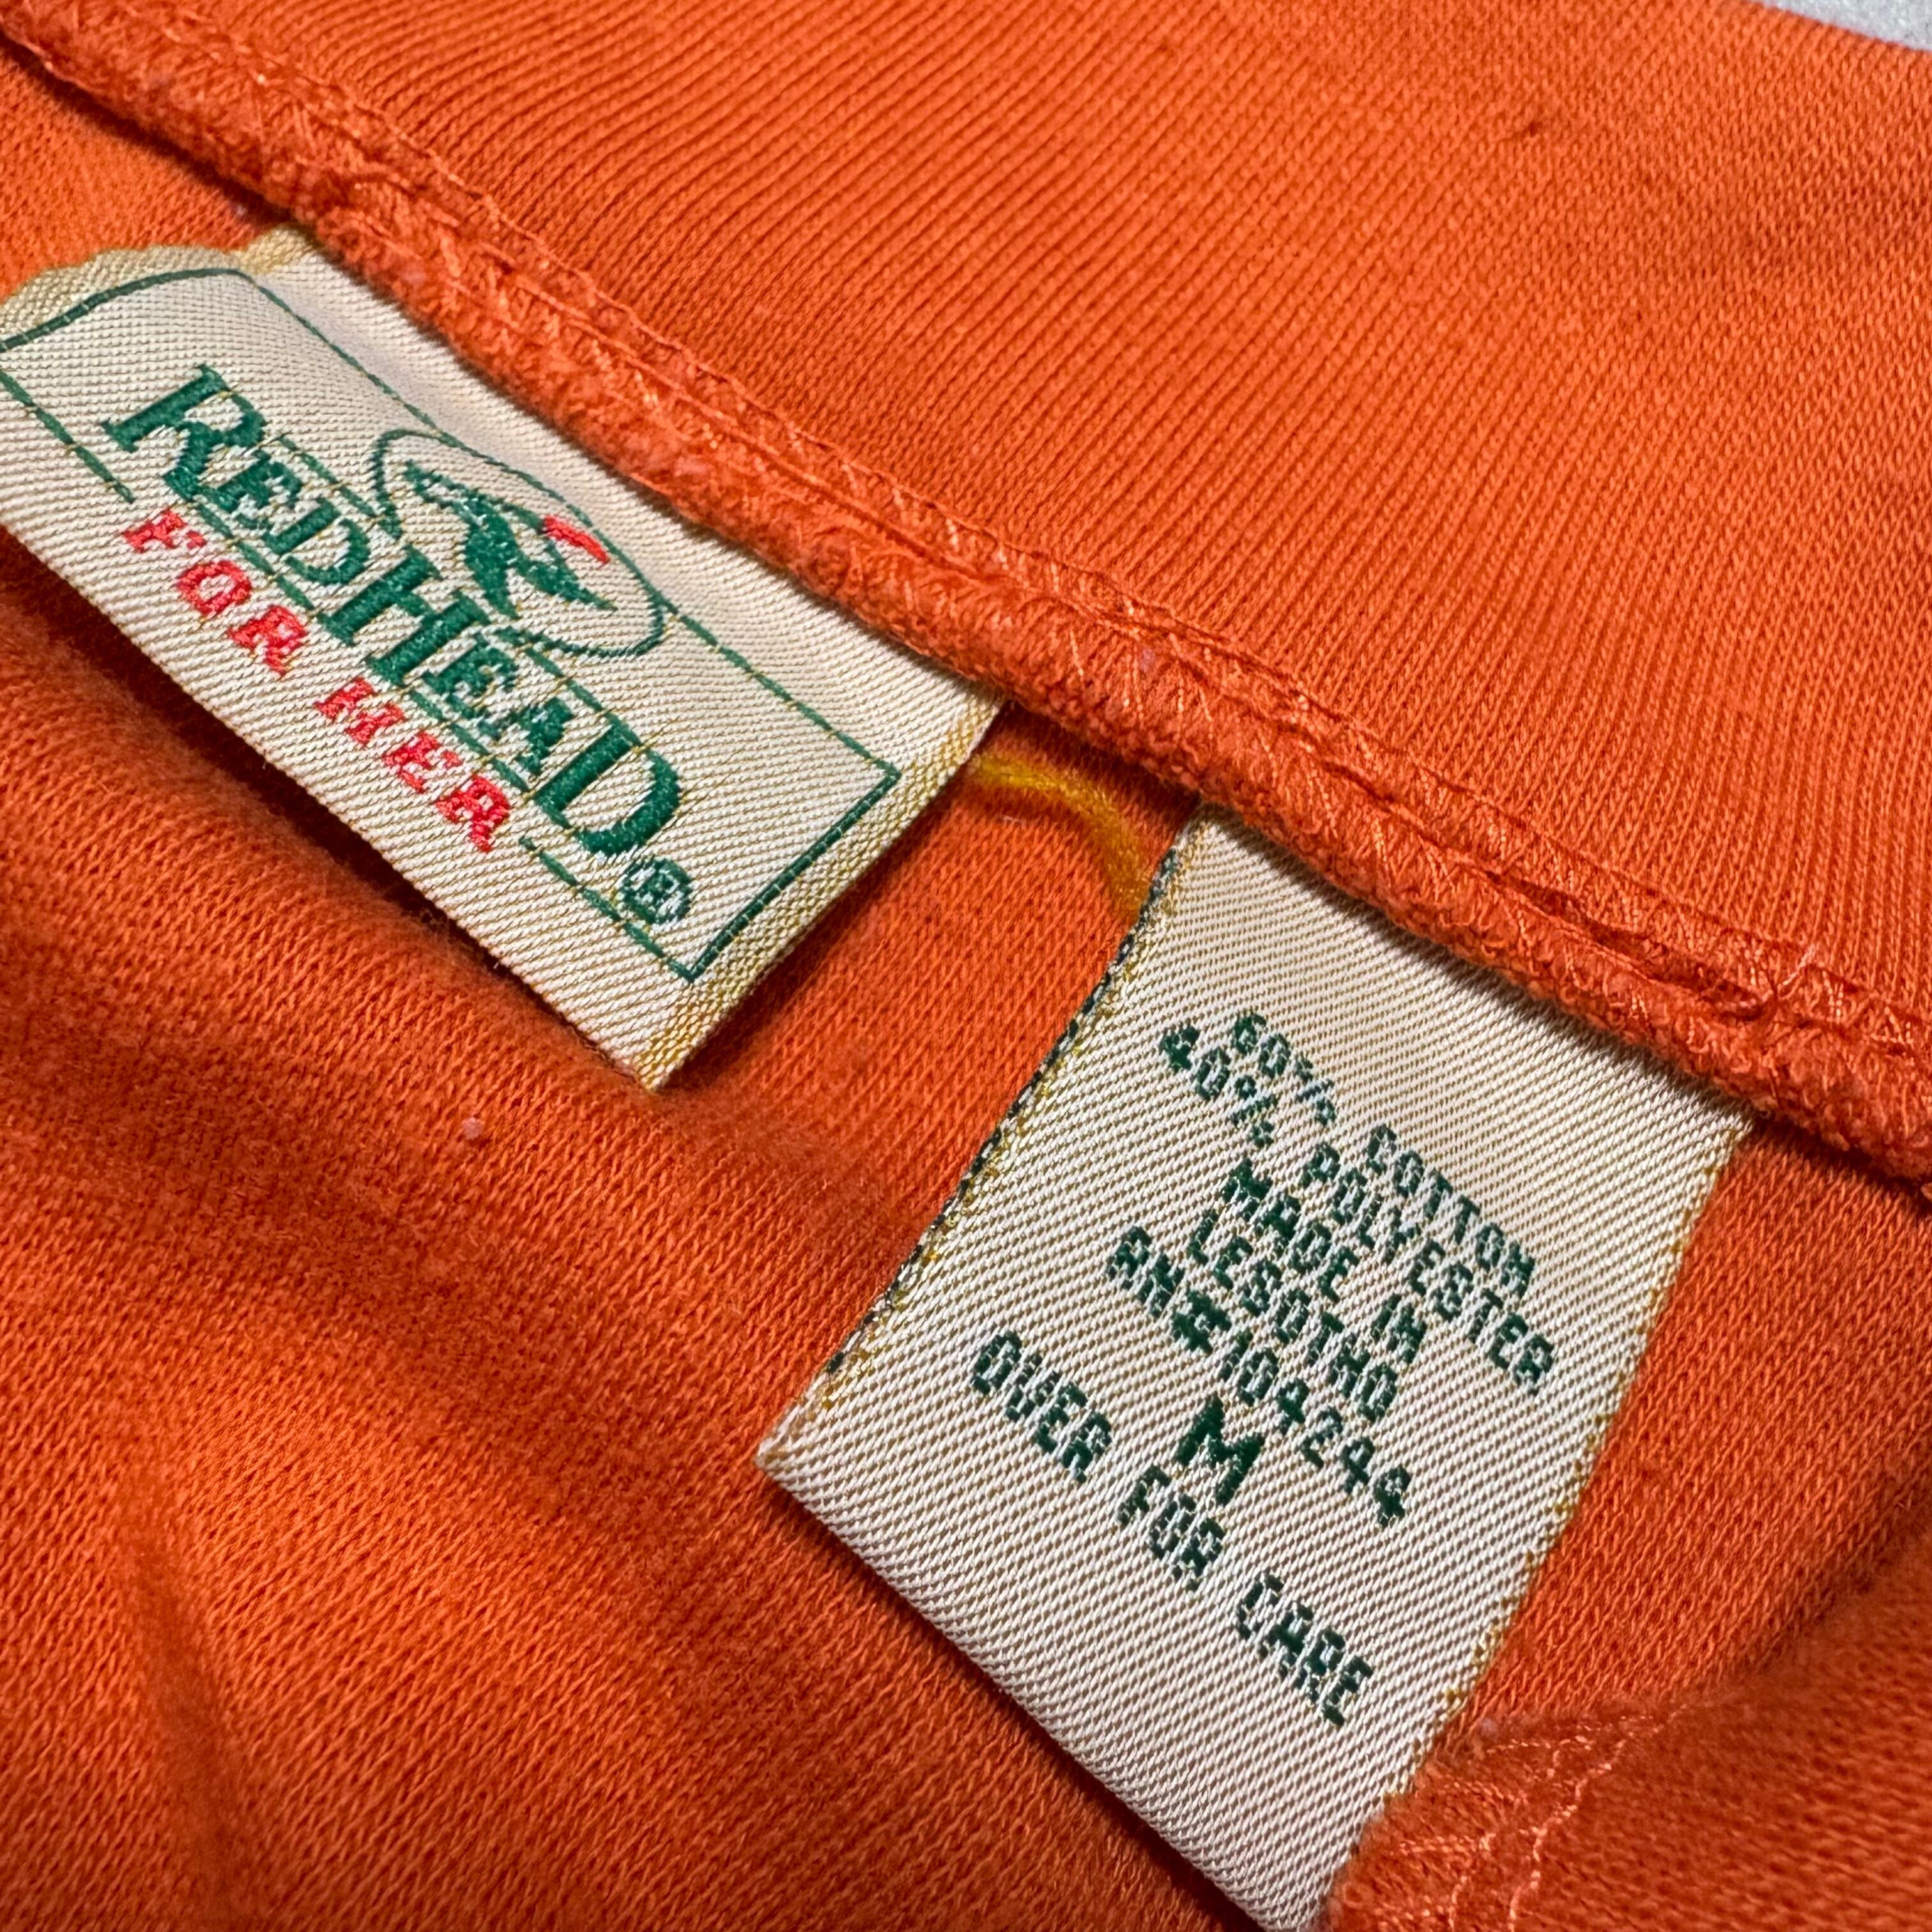 REDHEAD®
FOR HER
60% COTTON
40% POLYESTER
MADE IN
LESOTHO
RN#104244
M
OVER FOR CARE